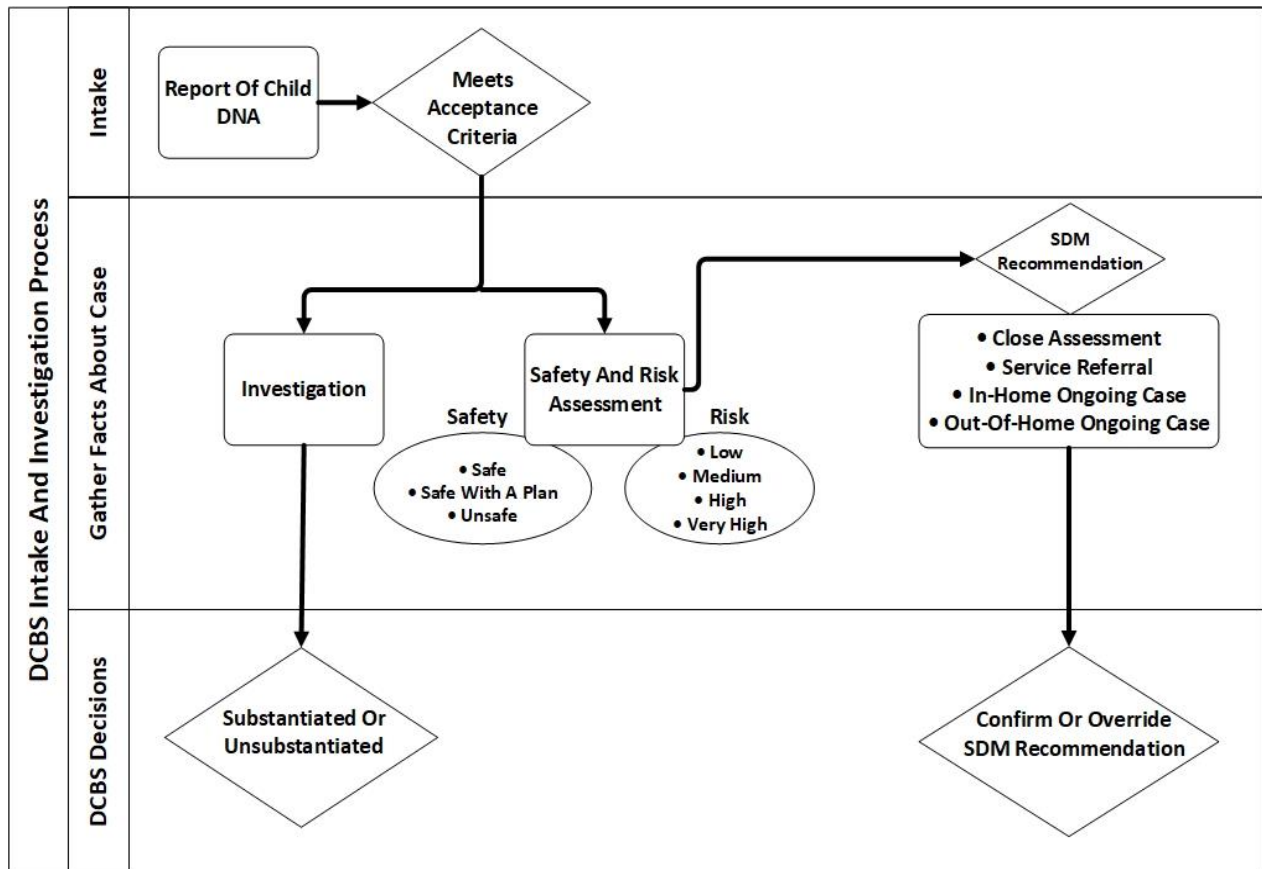 DCBS Intake And Investigation Process
Intake
Report Of Child
DNA
Meets
Acceptance
Criteria
Gather Facts About Case
SDM
Recommendation
Investigation
Safety And Risk
Assessment
• Close Assessment
• Service Referral
• In-Home Ongoing Case
• Out-Of-Home Ongoing Case
Safety
• Safe
• Safe With A Plan
• Unsafe
Risk
• Low
• Medium
• High
• Very High
DCBS Decisions
Substantiated Or
Unsubstantiated
Confirm Or Override
SDM Recommendation